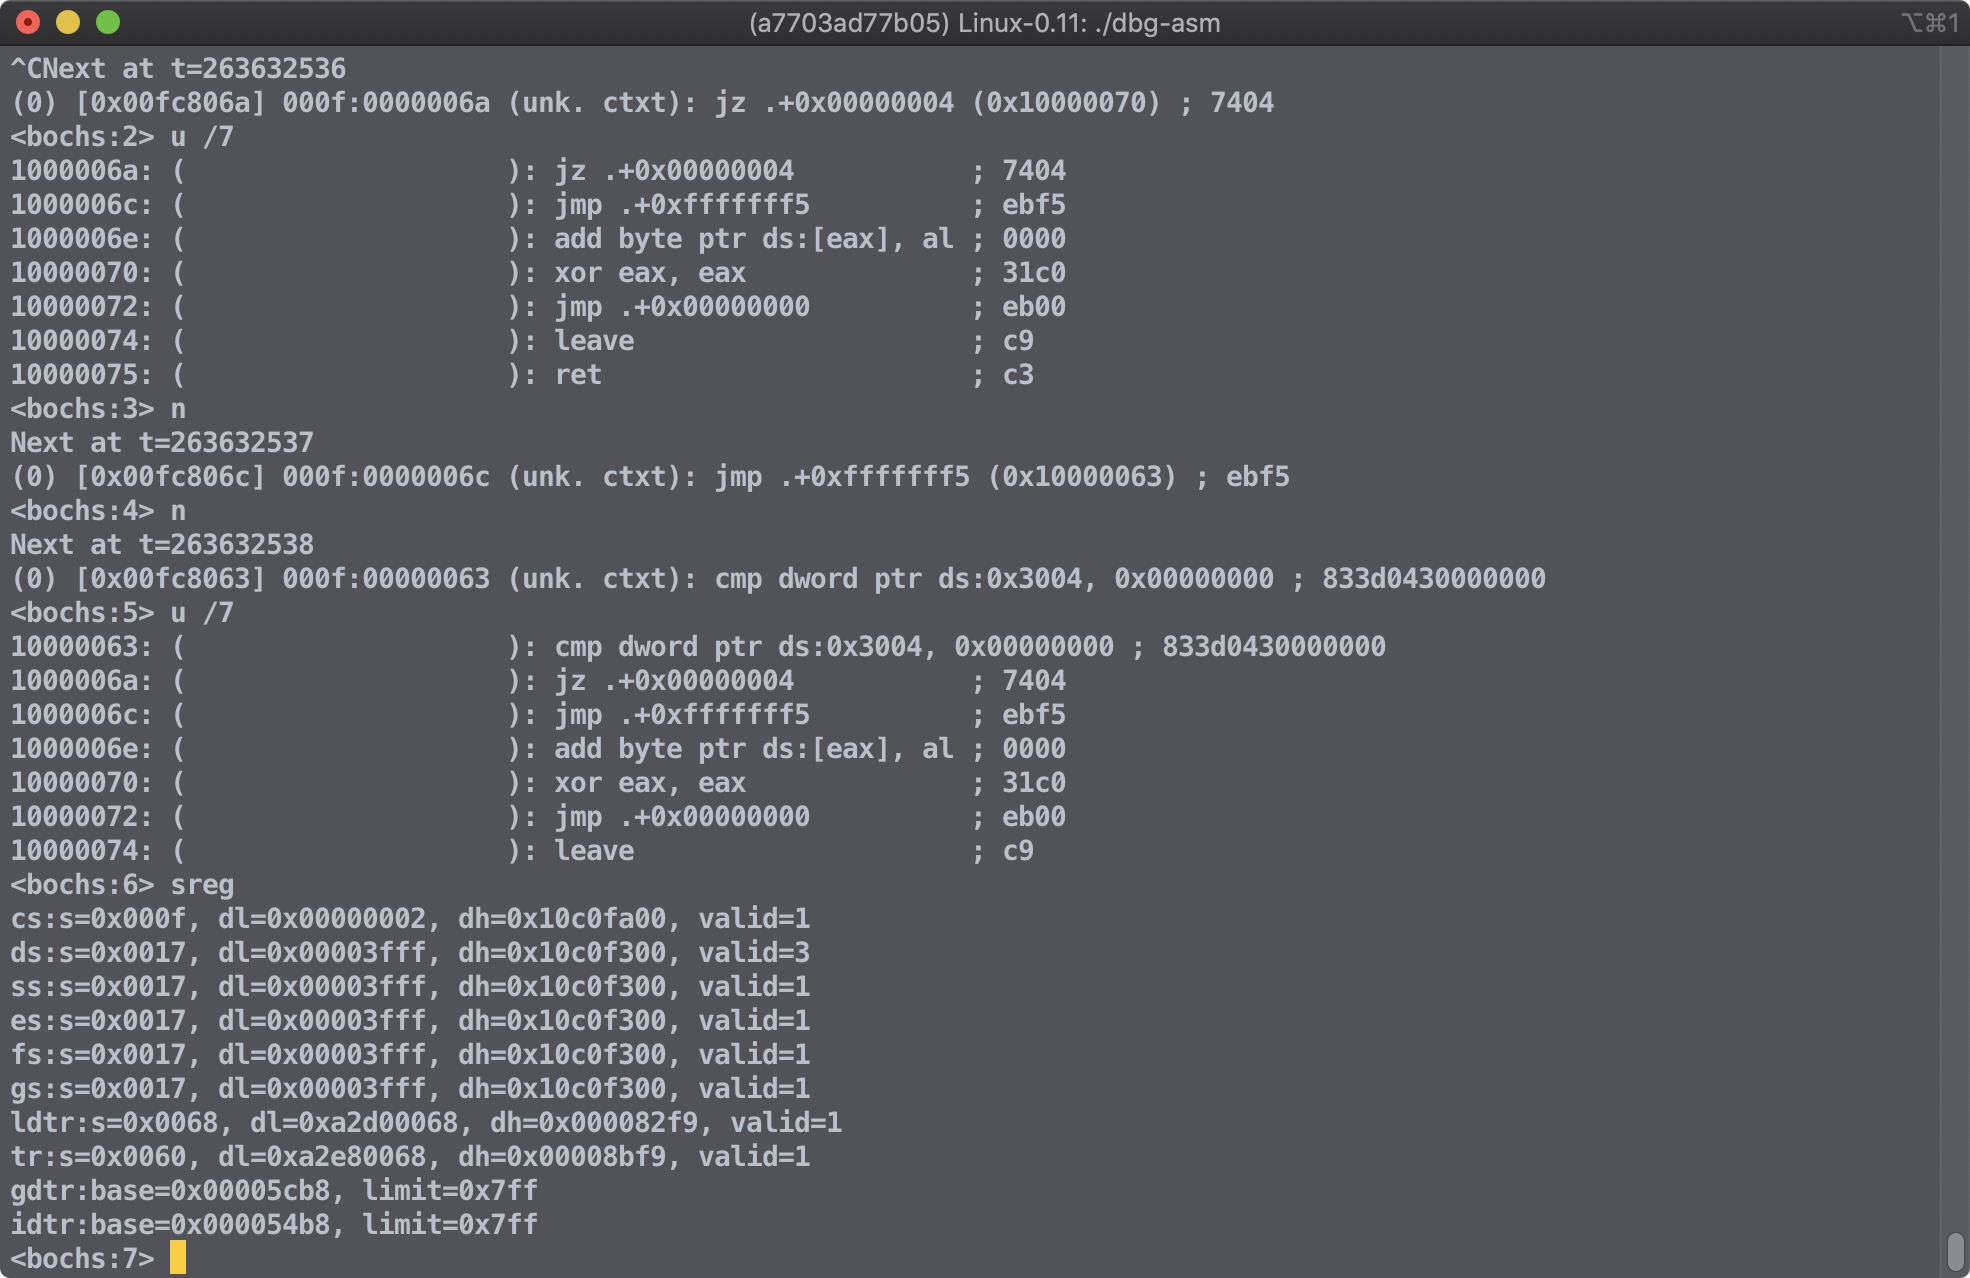 (a7703ad77b05) Linux-0.11: ./dbg-asm ⌥⌘1
^CNext at t=263632536
(0) [0x00fc806a] 000f:0000006a (unk. ctxt): jz .+0x00000004 (0x10000070) ; 7404
<bochs:2> u /7
1000006a: (                    ): jz .+0x00000004           ; 7404
1000006c: (                    ): jmp .+0xfffffff5          ; ebf5
1000006e: (                    ): add byte ptr ds:[eax], al ; 0000
10000070: (                    ): xor eax, eax              ; 31c0
10000072: (                    ): jmp .+0x00000000          ; eb00
10000074: (                    ): leave                     ; c9
10000075: (                    ): ret                       ; c3
<bochs:3> n
Next at t=263632537
(0) [0x00fc806c] 000f:0000006c (unk. ctxt): jmp .+0xfffffff5 (0x10000063) ; ebf5
<bochs:4> n
Next at t=263632538
(0) [0x00fc8063] 000f:00000063 (unk. ctxt): cmp dword ptr ds:0x3004, 0x00000000 ; 833d0430000000
<bochs:5> u /7
10000063: (                    ): cmp dword ptr ds:0x3004, 0x00000000 ; 833d0430000000
1000006a: (                    ): jz .+0x00000004           ; 7404
1000006c: (                    ): jmp .+0xfffffff5          ; ebf5
1000006e: (                    ): add byte ptr ds:[eax], al ; 0000
10000070: (                    ): xor eax, eax              ; 31c0
10000072: (                    ): jmp .+0x00000000          ; eb00
10000074: (                    ): leave                     ; c9
<bochs:6> sreg
cs:s=0x000f, dl=0x00000002, dh=0x10c0fa00, valid=1
ds:s=0x0017, dl=0x00003fff, dh=0x10c0f300, valid=3
ss:s=0x0017, dl=0x00003fff, dh=0x10c0f300, valid=1
es:s=0x0017, dl=0x00003fff, dh=0x10c0f300, valid=1
fs:s=0x0017, dl=0x00003fff, dh=0x10c0f300, valid=1
gs:s=0x0017, dl=0x00003fff, dh=0x10c0f300, valid=1
ldtr:s=0x0068, dl=0xa2d00068, dh=0x000082f9, valid=1
tr:s=0x0060, dl=0xa2e80068, dh=0x00008bf9, valid=1
gdtr:base=0x00005cb8, limit=0x7ff
idtr:base=0x000054b8, limit=0x7ff
<bochs:7>